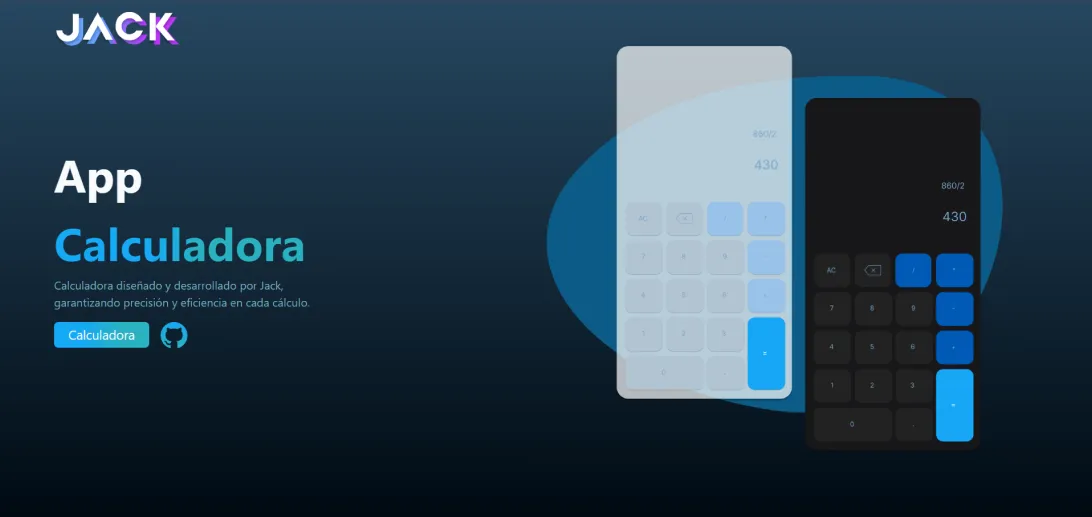 JACK
App
Calculadora
Calculadora diseñado y desarrollado por Jack,
garantizando precisión y eficiencia en cada cálculo.
Calculadora
860/2
430
AC / *
7 8 9 -
4 5 6 +
1 2 3
0 . =
860/2
430
AC / *
7 8 9 -
4 5 6 +
1 2 3
0 . =